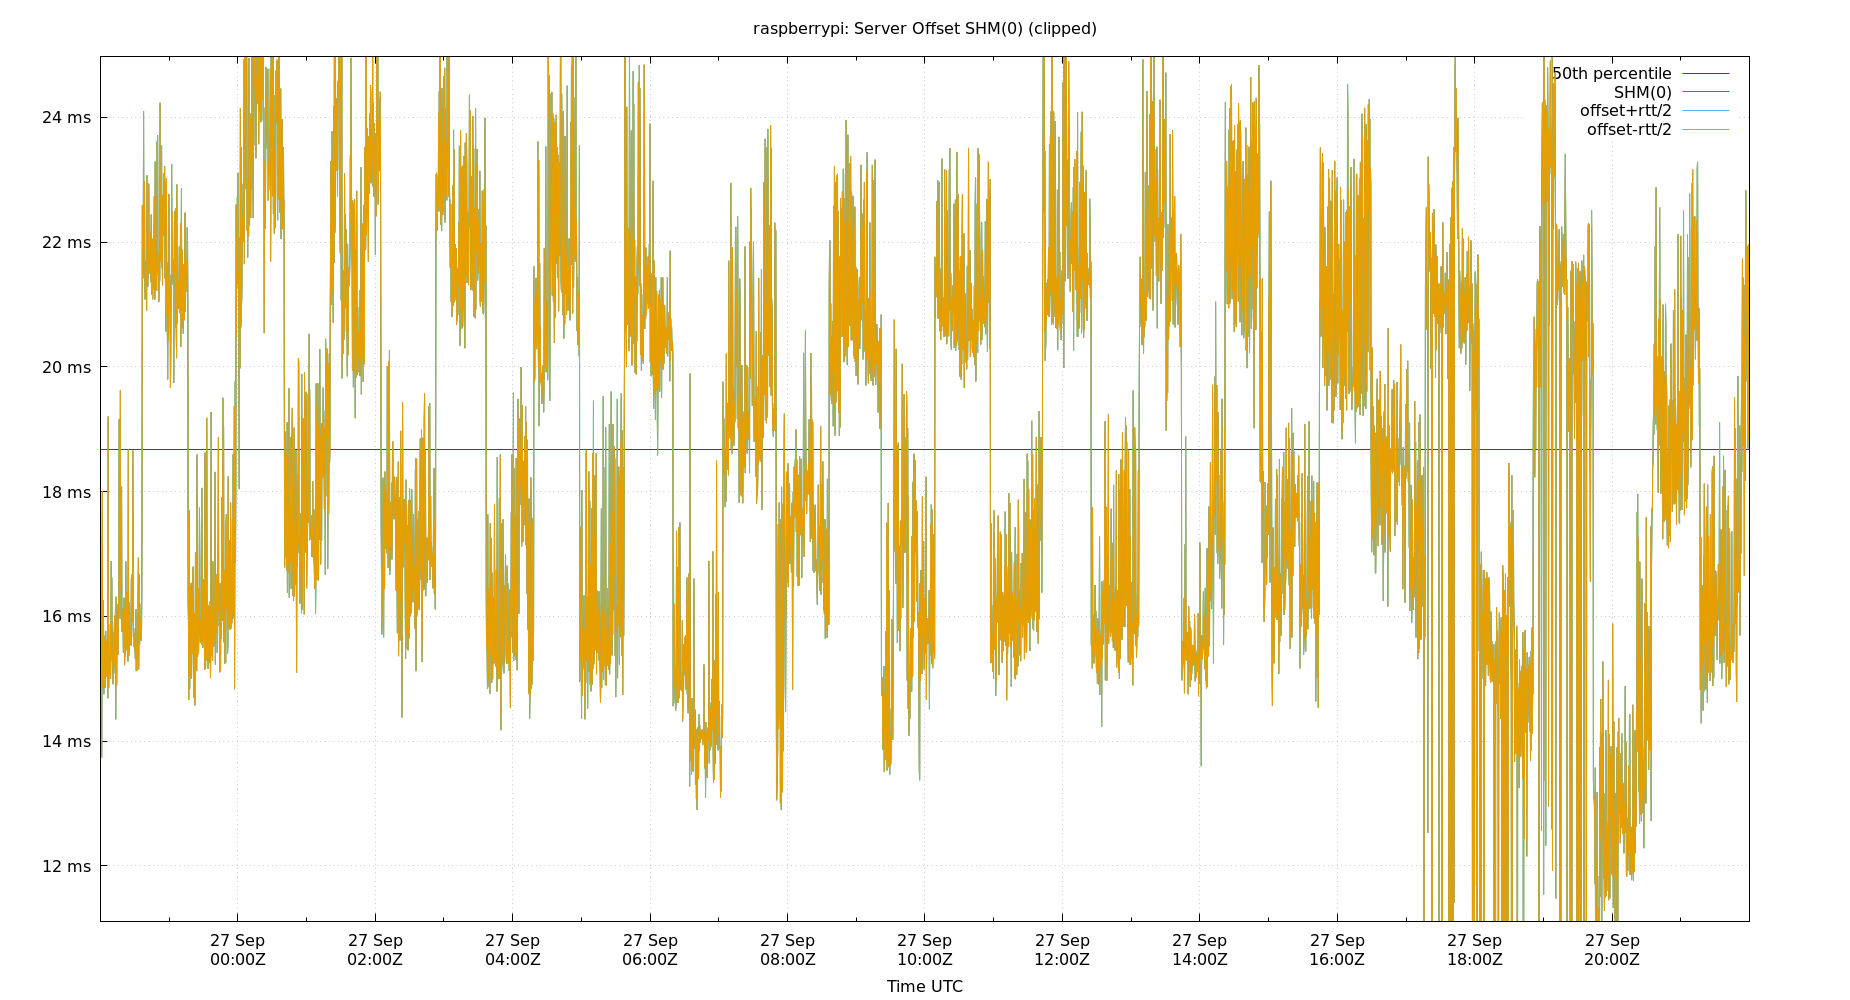 raspberrypi: Server Offset SHM(0) (clipped)
50th percentile
SHM(0)
offset+rtt/2
offset-rtt/2
24 ms
22 ms
20 ms
18 ms
16 ms
14 ms
12 ms
27 Sep 27 Sep 27 Sep 27 Sep 27 Sep 27 Sep 27 Sep 27 Sep 27 Sep 27 Sep 27 Sep
00:00Z 02:00Z 04:00Z 06:00Z 08:00Z 10:00Z 12:00Z 14:00Z 16:00Z 18:00Z 20:00Z
Time UTC